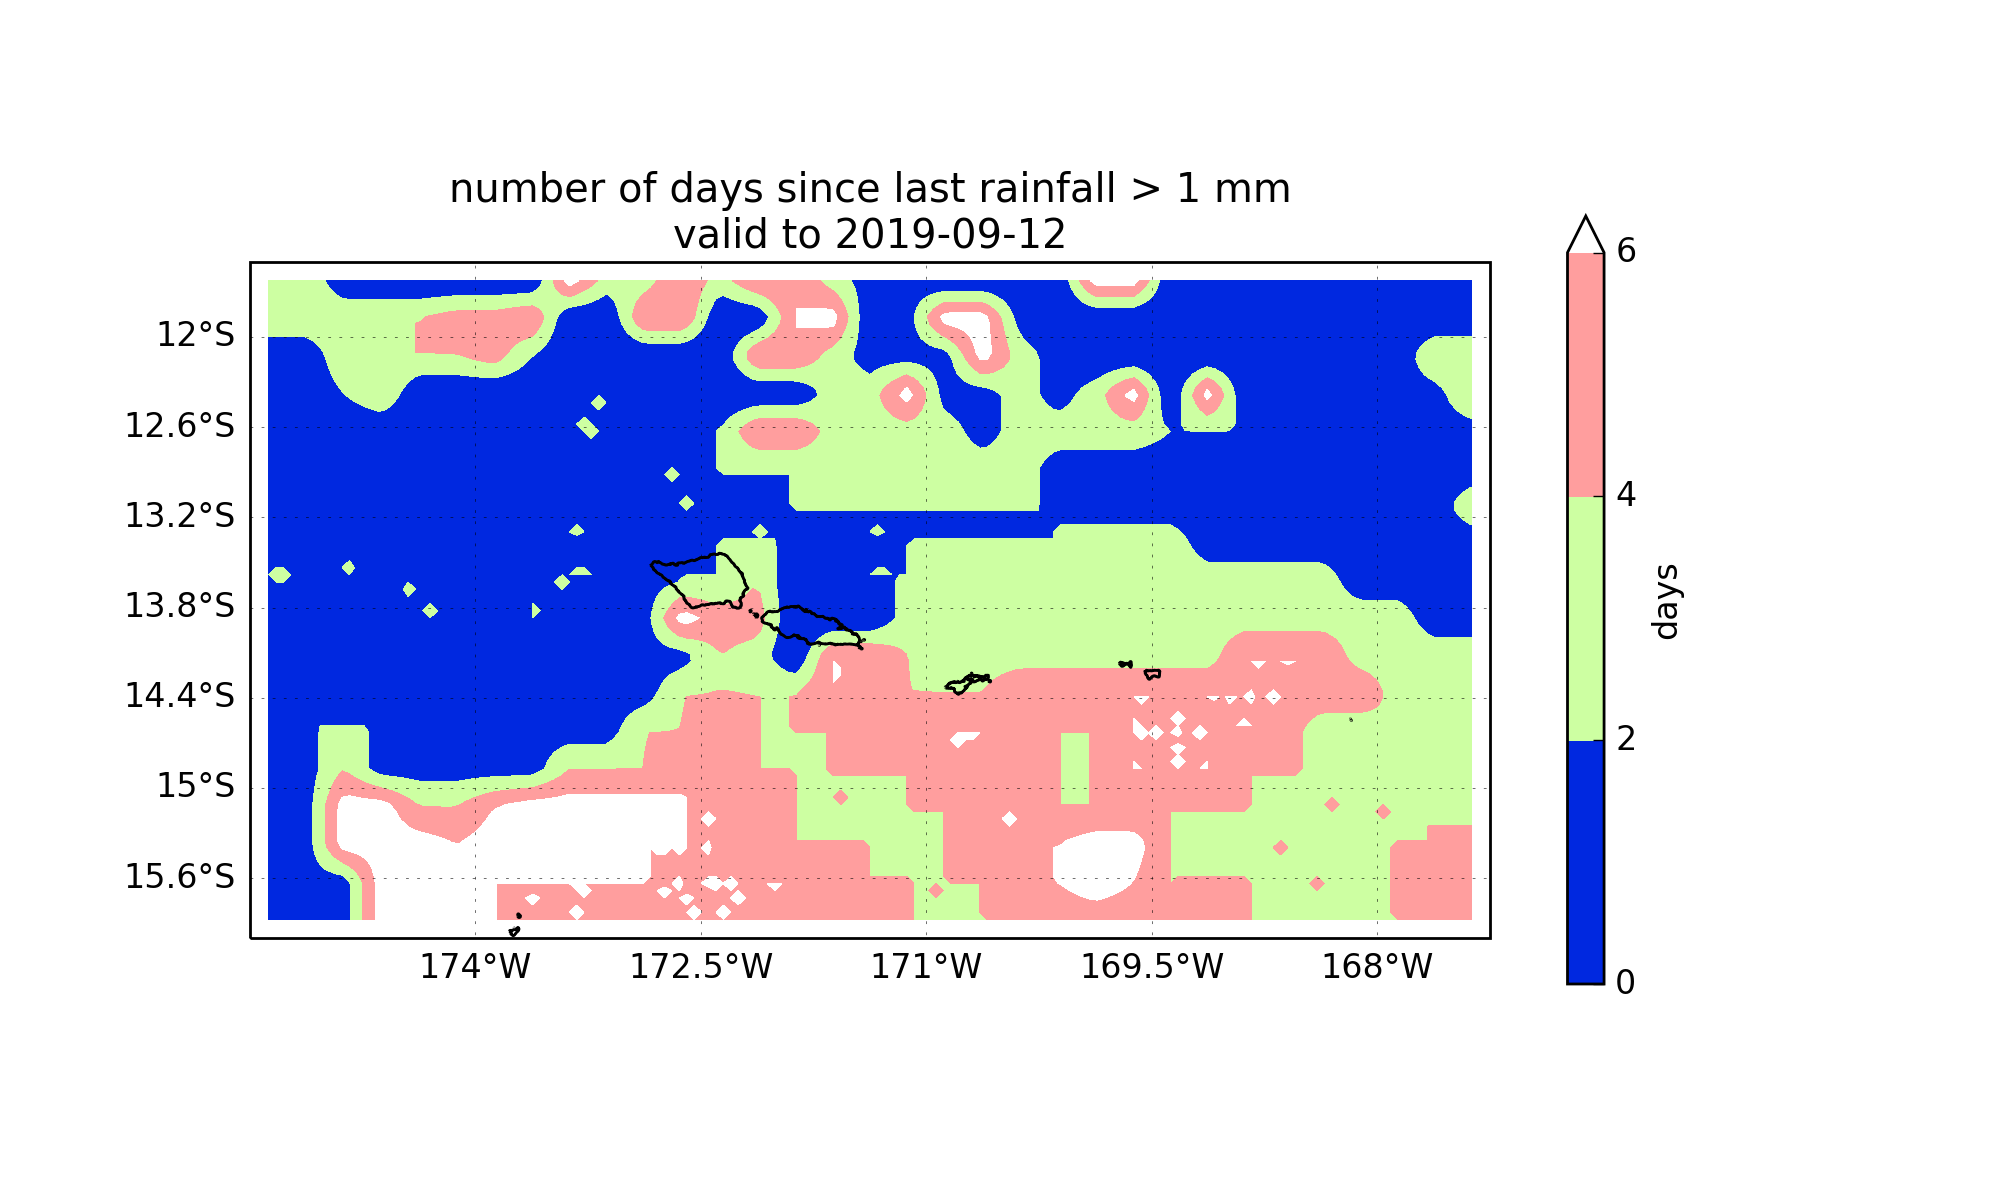 number of days since last rainfall > 1 mm
valid to 2019-09-12
12°S
12.6°S
13.2°S
13.8°S
14.4°S
15°S
15.6°S
174°W 172.5°W 171°W 169.5°W 168°W
6
4
2
0
days